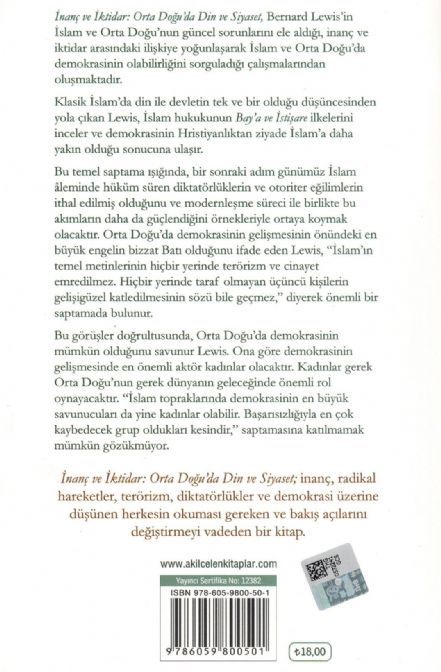 İnanç ve İktidar: Orta Doğu’da Din ve Siyaset, Bernard Lewis’in
İslam ve Orta Doğu’nun güncel sorunlarını ele aldığı, inanç ve
iktidar arasındaki ilişkiye yoğunlaşarak İslam ve Orta Doğu’da
demokrasinin olabilirliğini sorguladığı çalışmalarından
oluşmaktadır.
Klasik İslam’da din ile devletin tek ve bir olduğu düşüncesinden
yola çıkan Lewis, İslam hukukunun Bay’a ve İstişare ilkelerini
inceler ve demokrasinin Hristiyanlıktan ziyade İslam’a daha
yakın olduğu sonucuna ulaşır.
Bu temel saptama ışığında, bir sonraki adım günümüz İslam
âleminde hüküm süren diktatörlüklerin ve otoriter eğilimlerin
ithal edilmiş olduğunu ve modernleşme süreci ile birlikte bu
akımların daha da güçlendiğini örnekleriyle ortaya koymak
olacaktır. Orta Doğu’da demokrasinin gelişmesinin önündeki en
büyük engelin bizzat Batı olduğunu ifade eden Lewis, “İslam’ın
temel metinlerinin hiçbir yerinde terörizm ve cinayet
emredilmez. Hiçbir yerinde taraf olmayan üçüncü kişilerin
gelişigüzel katledilmesinin sözü bile geçmez,” diyerek önemli bir
saptamada bulunur.
Bu görüşler doğrultusunda, Orta Doğu’da demokrasinin
mümkün olduğunu savunur Lewis. Ona göre demokrasinin
gelişmesinde en önemli aktör kadınlar olacaktır. Kadınlar gerek
Orta Doğu’nun gerek dünyanın geleceğinde önemli rol
oynayacaktır. “İslam topraklarında demokrasinin en büyük
savunucuları da yine kadınlar olabilir. Başarısızlığıyla en çok
kaybedecek grup oldukları kesindir,” saptamasına katılmamak
mümkün gözükmüyor.
İnanç ve İktidar: Orta Doğu’da Din ve Siyaset; inanç, radikal
hareketler, terörizm, diktatörlükler ve demokrasi üzerine
düşünen herkesin okuması gereken ve bakış açılarını
değiştirmeyi vadeden bir kitap.
www.akilcelenkitaplar.com
Yayıncı Sertifika No: 12382
ISBN 978-605-9800-50-1
9 786059 800501
₺18,00